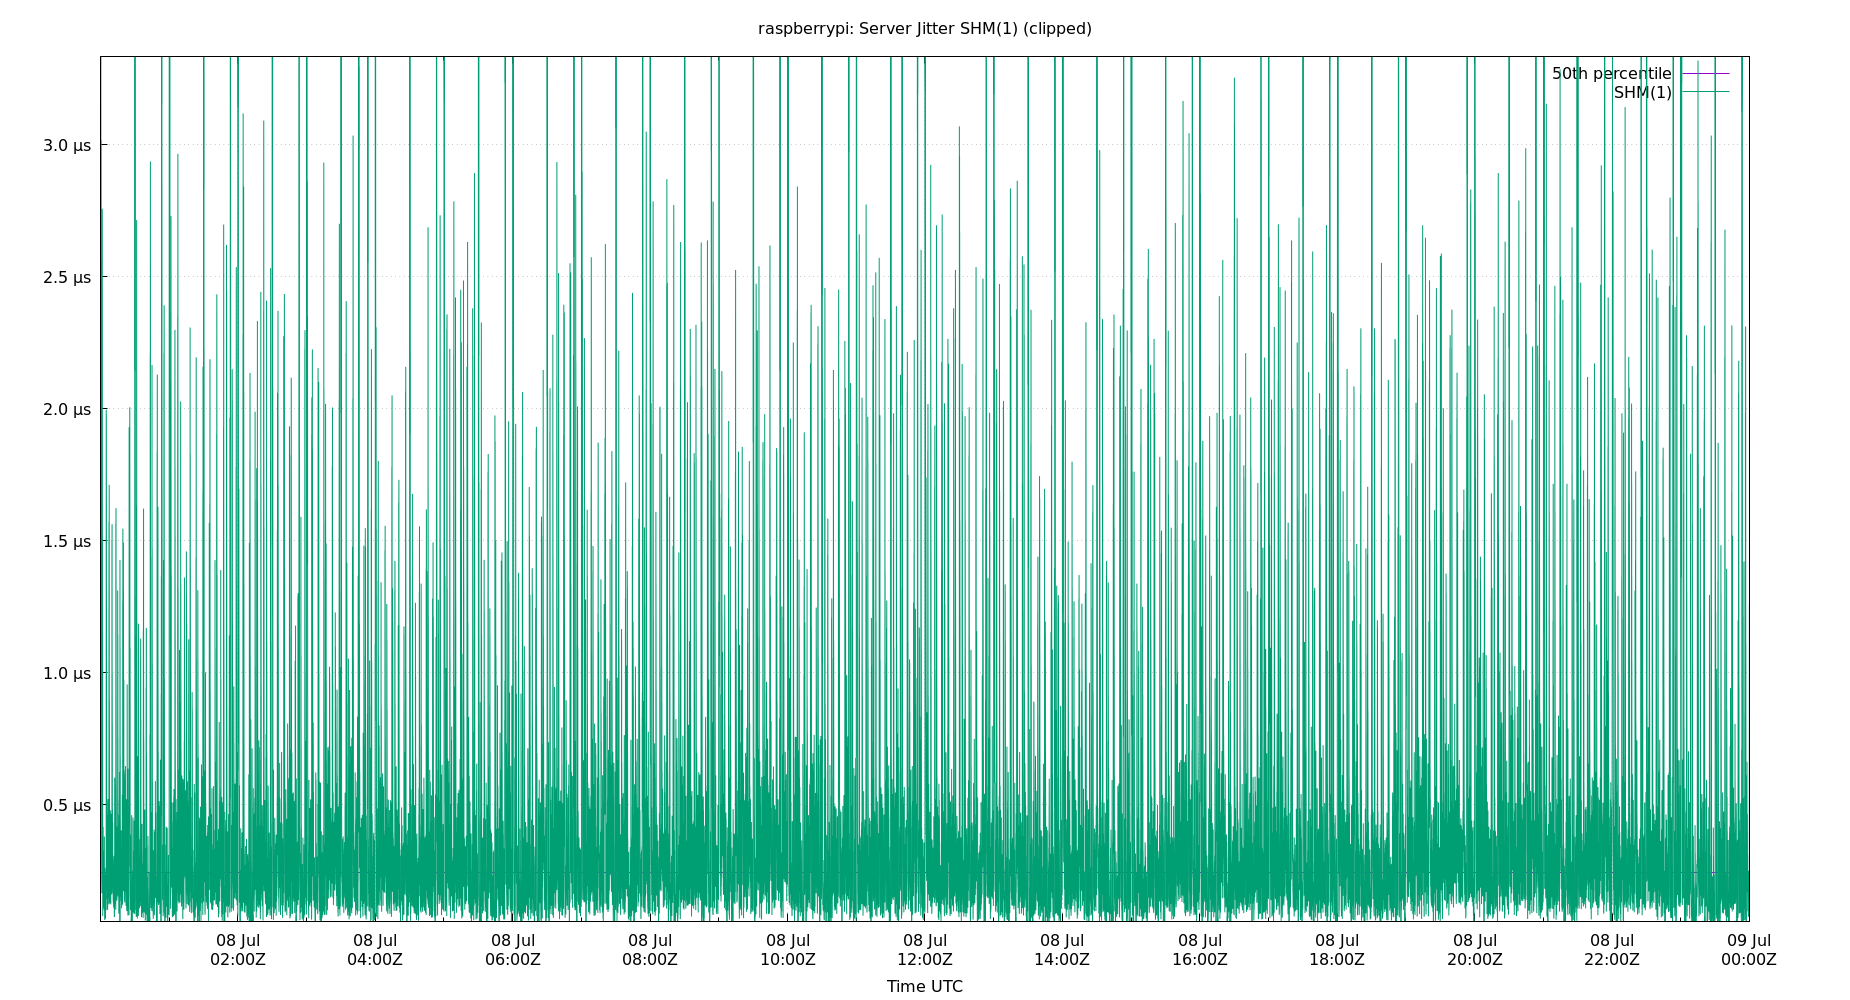 raspberrypi: Server Jitter SHM(1) (clipped)
50th percentile
SHM(1)
3.0 µs
2.5 µs
2.0 µs
1.5 µs
1.0 µs
0.5 µs
08 Jul 08 Jul 08 Jul 08 Jul 08 Jul 08 Jul 08 Jul 08 Jul 08 Jul 08 Jul 08 Jul 09 Jul
02:00Z 04:00Z 06:00Z 08:00Z 10:00Z 12:00Z 14:00Z 16:00Z 18:00Z 20:00Z 22:00Z 00:00Z
Time UTC